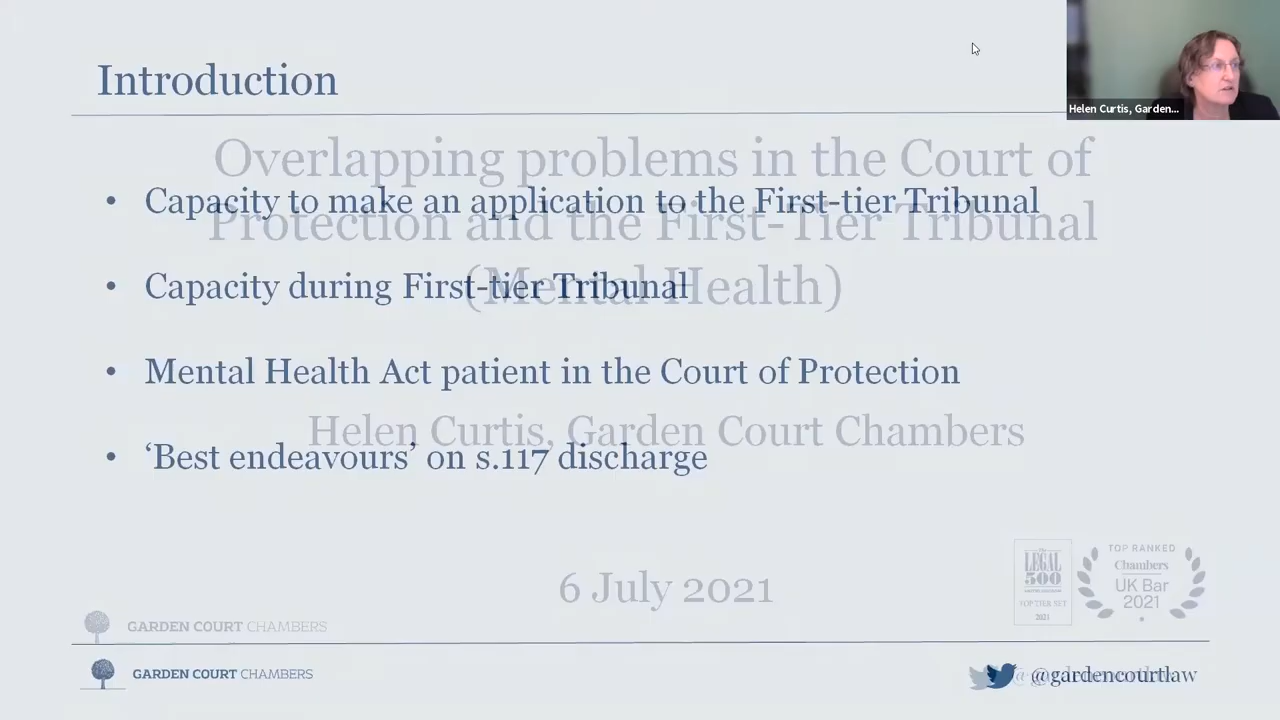 Introduction
Helen Curtis, Garden...
Overlapping problems in the Court of
• Capacity to make an application to the First-tier Tribunal
Protection and the First-Tier Tribunal
• Capacity during First-tier Tribunal
(Mental Health)
• Mental Health Act patient in the Court of Protection
Helen Curtis, Garden Court Chambers
• ‘Best endeavours’ on s.117 discharge
LEGAL
500
TOP TIER SET
2021
TOP RANKED
Chambers
UK Bar
2021
6 July 2021
GARDEN COURT CHAMBERS
GARDEN COURT CHAMBERS
@gardencourtlaw